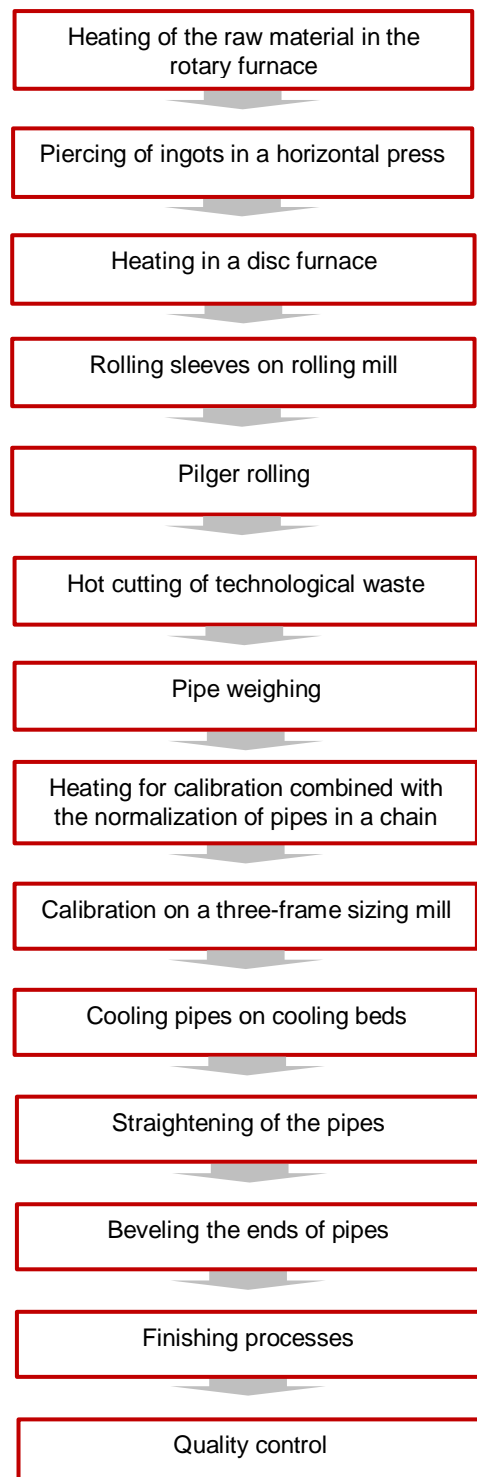 Heating of the raw material in the
rotary furnace
Piercing of ingots in a horizontal press
Heating in a disc furnace
Rolling sleeves on rolling mill
Pilger rolling
Hot cutting of technological waste
Pipe weighing
Heating for calibration combined with
the normalization of pipes in a chain
Calibration on a three-frame sizing mill
Cooling pipes on cooling beds
Straightening of the pipes
Beveling the ends of pipes
Finishing processes
Quality control